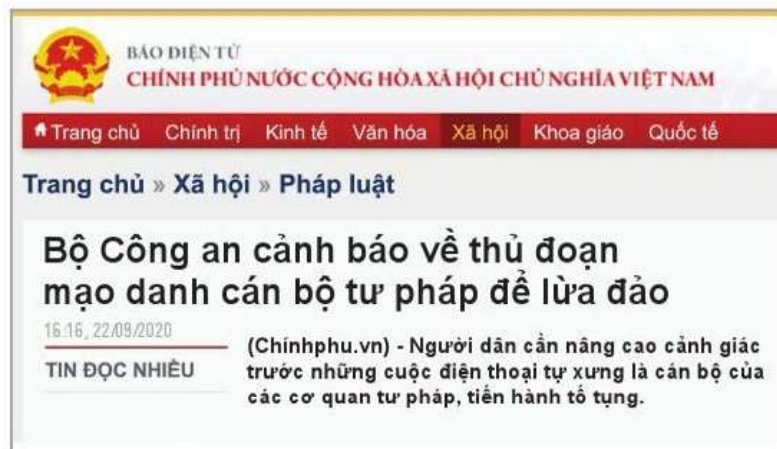 BÁO ĐIỆN TỬ
CHÍNH PHỦ NƯỚC CỘNG HÒA XÃ HỘI CHỦ NGHĨA VIỆT NAM
Trang chủ Chính trị Kinh tế Văn hóa Xã hội Khoa giáo Quốc tế
Trang chủ » Xã hội » Pháp luật
Bộ Công an cảnh báo về thủ đoạn
mạo danh cán bộ tư pháp để lừa đảo
16:16, 22/09/2020
TIN ĐỌC NHIỀU
(Chinhphu.vn) - Người dân cần nâng cao cảnh giác
trước những cuộc điện thoại tự xưng là cán bộ của
các cơ quan tư pháp, tiến hành tố tụng.